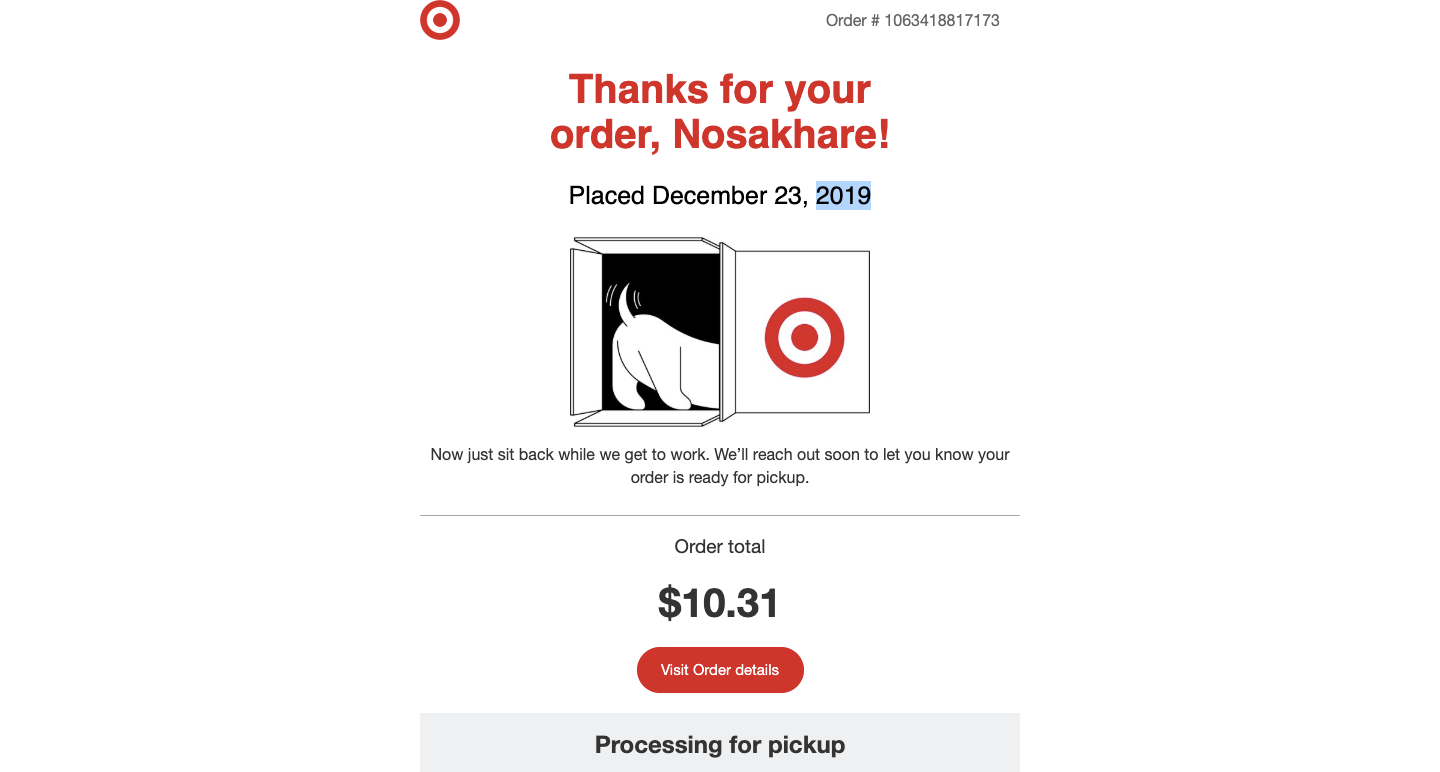 Order # 1063418817173
Thanks for your
order, Nosakhare!
Placed December 23, 2019
Now just sit back while we get to work. We’ll reach out soon to let you know your
order is ready for pickup.
Order total
$10.31
Visit Order details
Processing for pickup